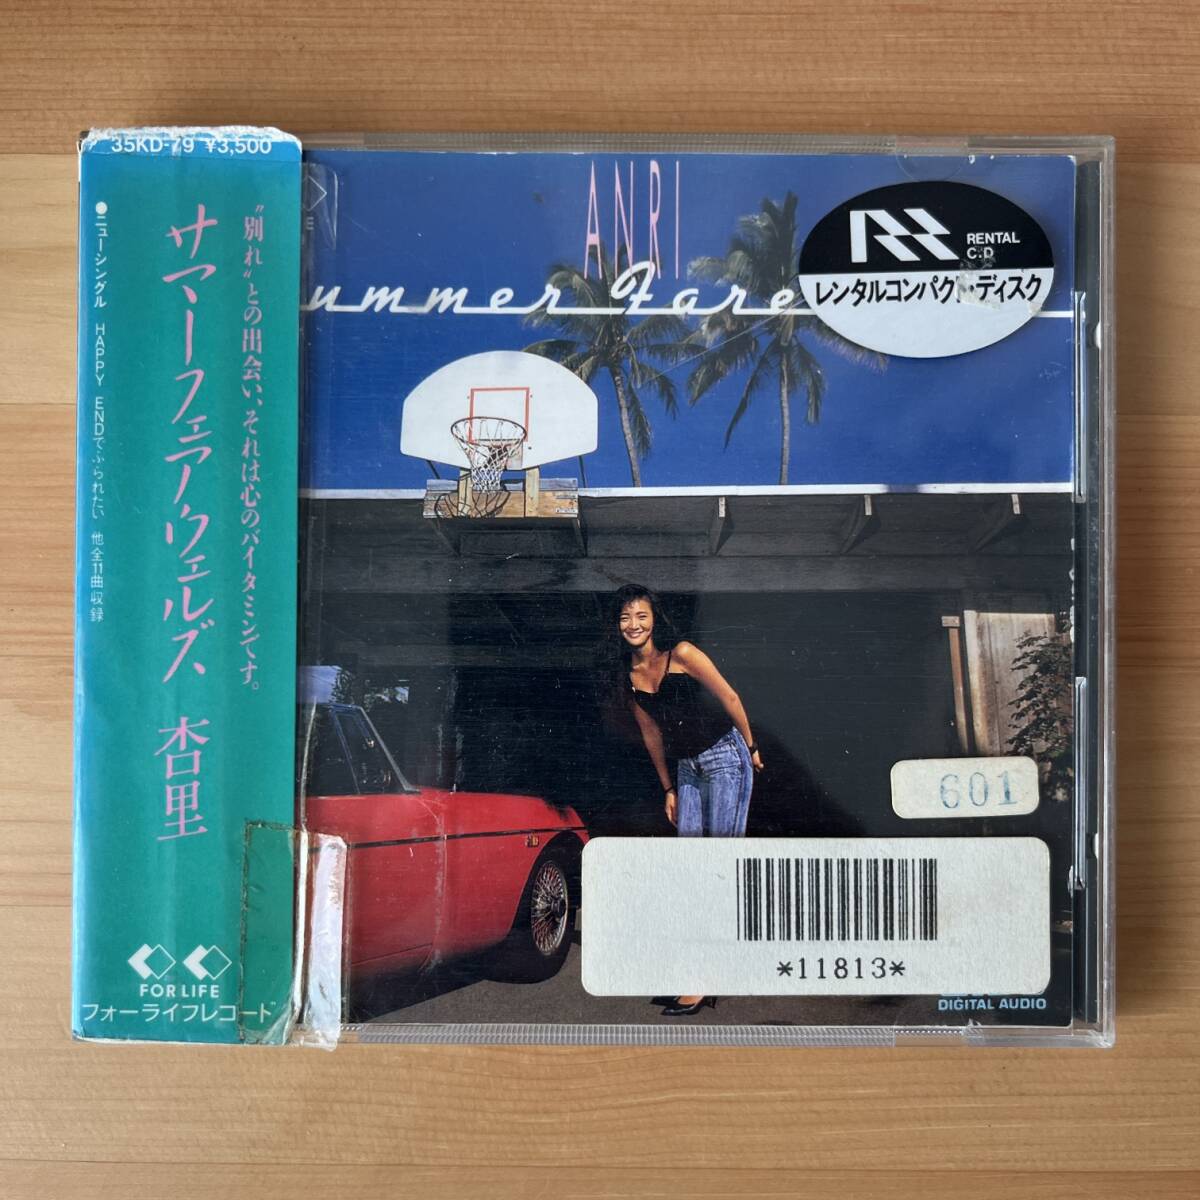 35KD-79 ¥3,500
"別れ"との出会い、それは心のバイタミンです。
サマーフェアウェルズ 杏里
●ニューシングル HAPPY ENDでふられたい 他全11曲収録
FOR LIFE
フォーライフレコード
ANRI
ummer Fare
RENTAL
C.D
レンタルコンパクト・ディスク
601
*11813*
DIGITAL AUDIO